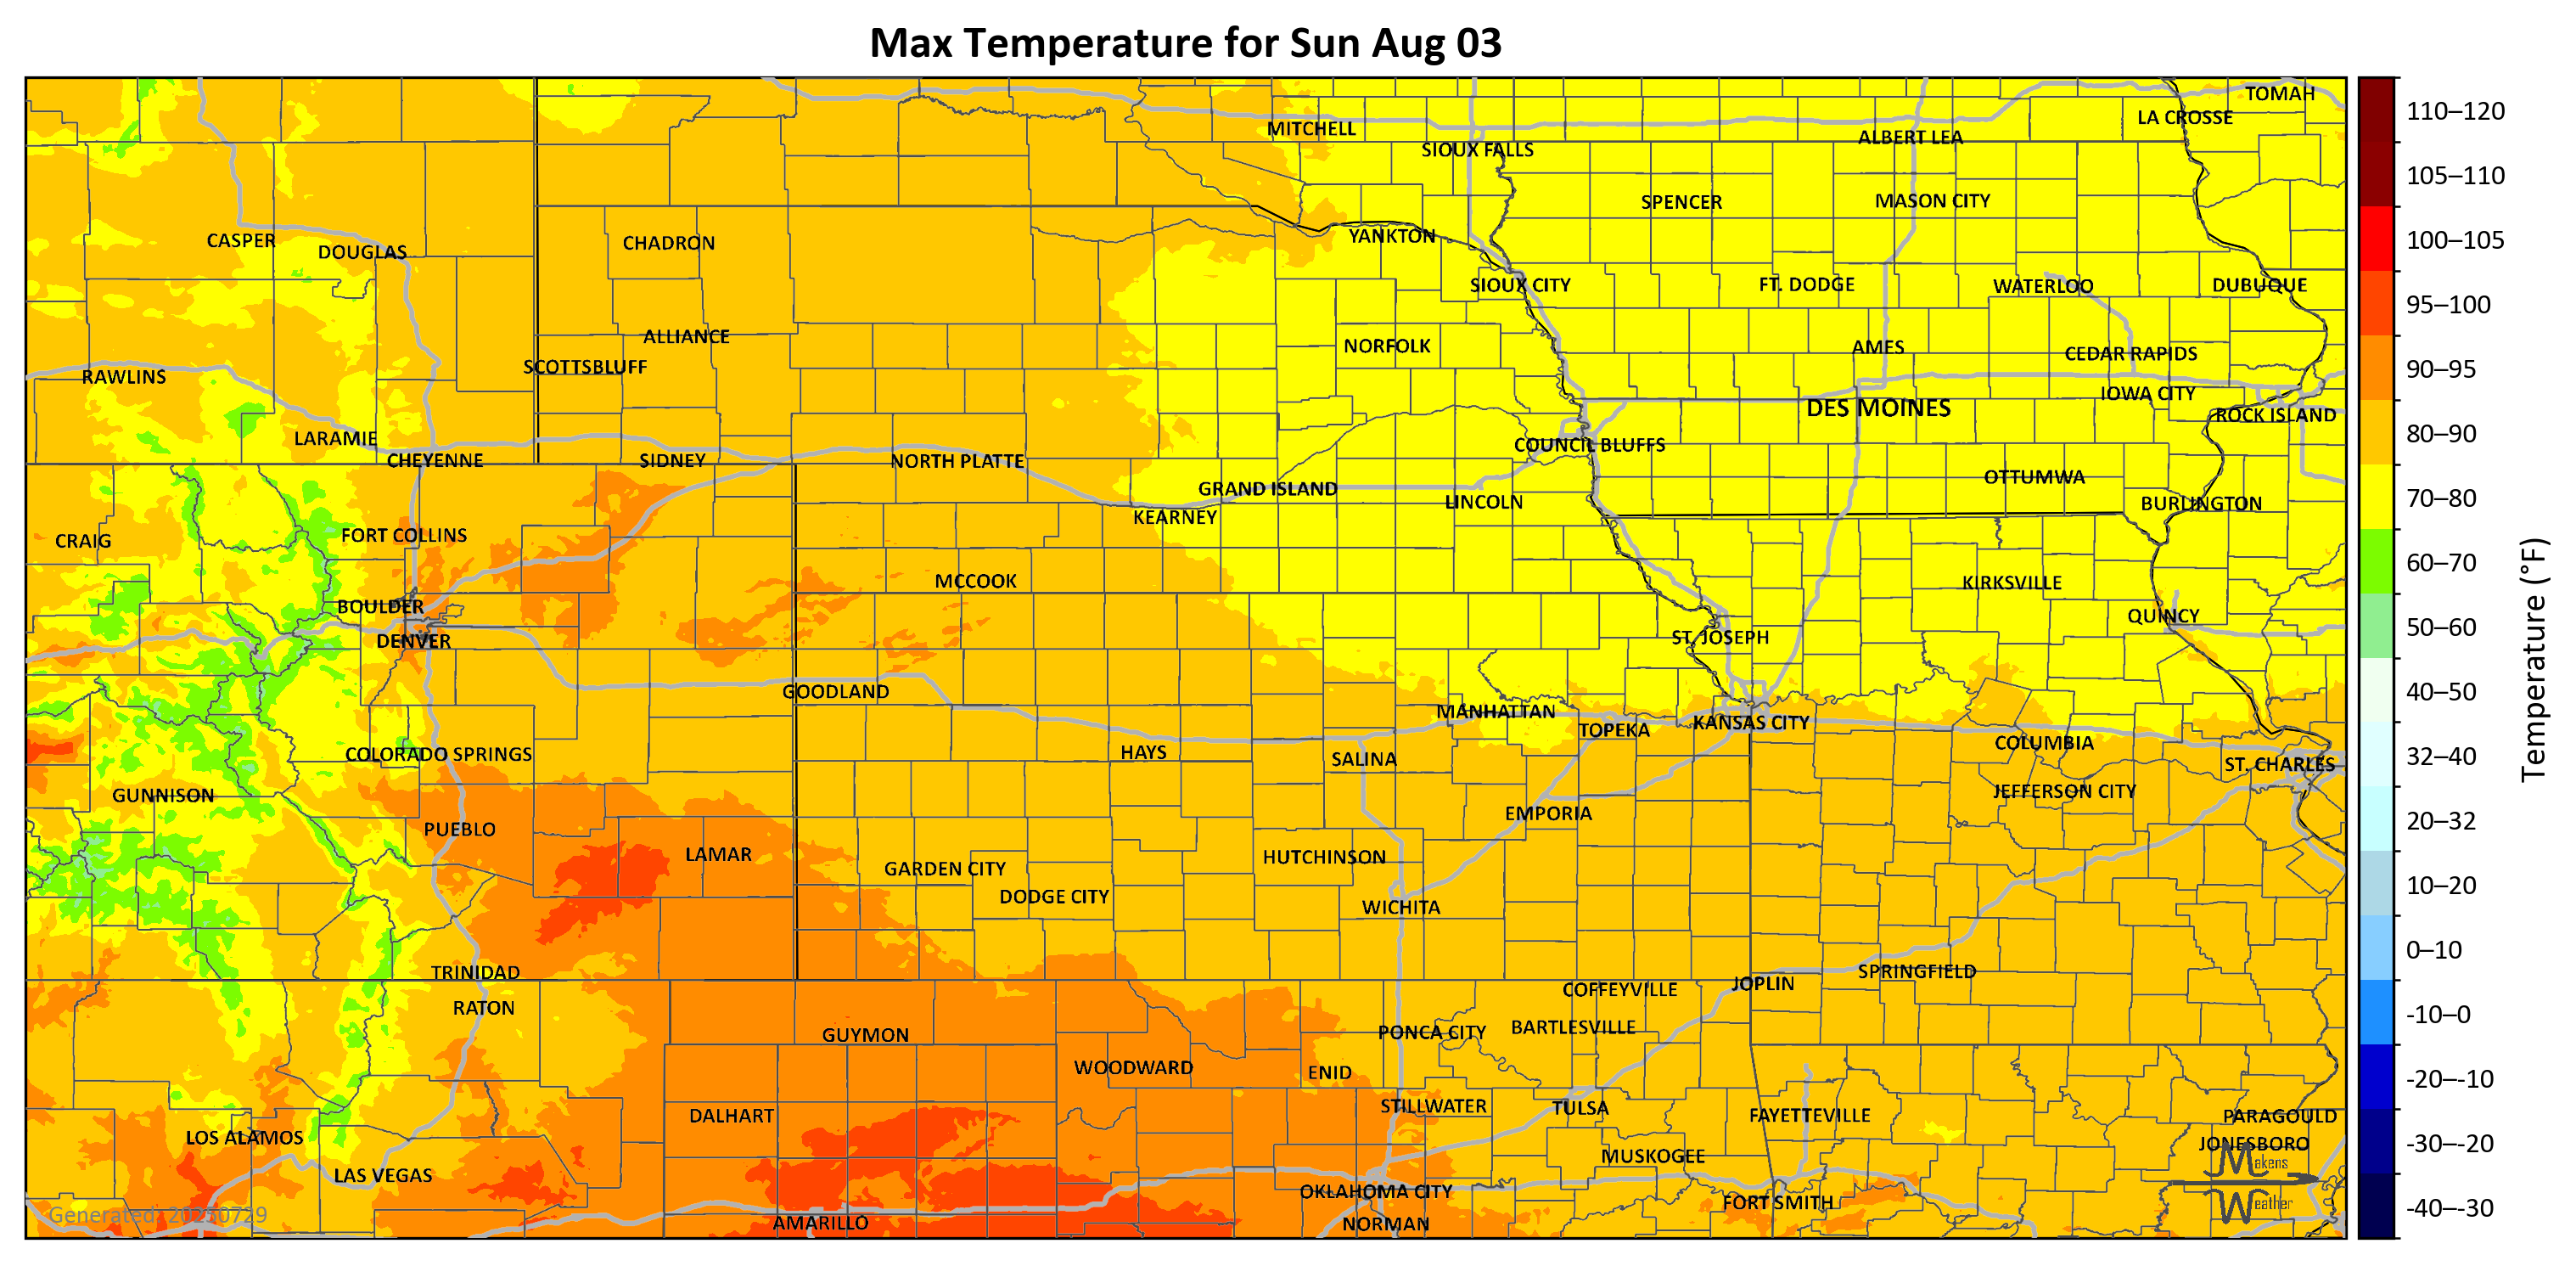 Max Temperature for Sun Aug 03
TOMAH
LA CROSSE
MITCHELL
ALBERT LEA
SIOUX FALLS
SPENCER
MASON CITY
CASPER
DOUGLAS
CHADRON
YANKTON
SIOUX CITY
FT. DODGE
WATERLOO
DUBUQUE
ALLIANCE
NORFOLK
AMES
CEDAR RAPIDS
SCOTTSBLUFF
RAWLINS
IOWA CITY
DES MOINES
ROCK ISLAND
LARAMIE
COUNCIL BLUFFS
CHEYENNE
SIDNEY
NORTH PLATTE
OTTUMWA
GRAND ISLAND
LINCOLN
BURLINGTON
KEARNEY
FORT COLLINS
CRAIG
MCCOOK
KIRKSVILLE
BOULDER
QUINCY
DENVER
ST. JOSEPH
GOODLAND
MANHATTAN
TOPEKA
KANSAS CITY
COLUMBIA
COLORADO SPRINGS
HAYS
SALINA
ST. CHARLES
GUNNISON
JEFFERSON CITY
EMPORIA
PUEBLO
LAMAR
HUTCHINSON
GARDEN CITY
DODGE CITY
WICHITA
TRINIDAD
SPRINGFIELD
JOPLIN
COFFEYVILLE
RATON
GUYMON
PONCA CITY
BARTLESVILLE
WOODWARD
ENID
STILLWATER
TULSA
DALHART
FAYETTEVILLE
PARAGOULD
LOS ALAMOS
JONESBORO
MUSKOGEE
LAS VEGAS
OKLAHOMA CITY
FORT SMITH
AMARILLO
NORMAN
Generated: 20250729
Makens
Weather
110–120
105–110
100–105
95–100
90–95
80–90
70–80
60–70
50–60
40–50
32–40
20–32
10–20
0–10
-10–0
-20–-10
-30–-20
-40–-30
Temperature (°F)